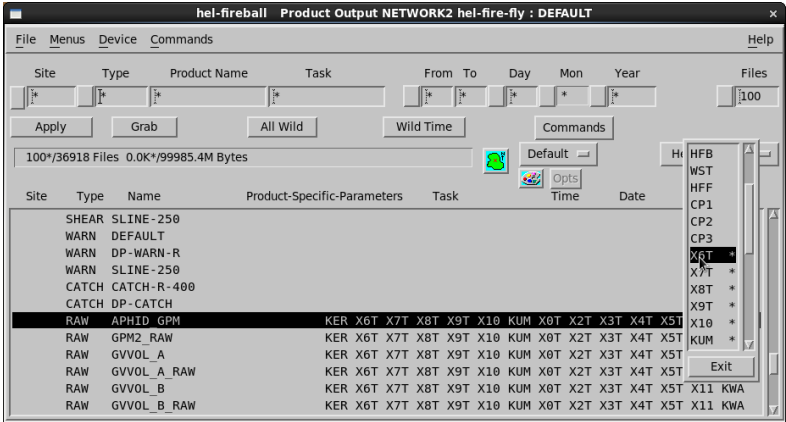 hel-fireball Product Output NETWORK2 hel-fire-fly : DEFAULT ×
File Menus Device Commands Help
Site Type Product Name Task From To Day Mon Year Files
* * * * * * * * * 100
Apply Grab All Wild Wild Time Commands
100*/36918 Files 0.0K*/99985.4M Bytes Default
Opts
Site Type Name Product-Specific-Parameters Task Time Date
SHEAR SLINE-250
WARN DEFAULT
WARN DP-WARN-R
WARN SLINE-250
CATCH CATCH-R-400
CATCH DP-CATCH
RAW APHID_GPM KER X6T X7T X8T X9T X10 KUM X0T X2T X3T X4T X5T
RAW GPM2_RAW KER X6T X7T X8T X9T X10 KUM X0T X2T X3T X4T X5T
RAW GVVOL_A KER X6T X7T X8T X9T X10 KUM X0T X2T X3T X4T X5T
RAW GVVOL_A_RAW KER X6T X7T X8T X9T X10 KUM X0T X2T X3T X4T X5T
RAW GVVOL_B KER X6T X7T X8T X9T X10 KUM X0T X2T X3T X4T X5T X11 KWA
RAW GVVOL_B_RAW KER X6T X7T X8T X9T X10 KUM X0T X2T X3T X4T X5T X11 KWA
HFB
WST
HFF
CP1
CP2
CP3
X6T *
X7T *
X8T *
X9T *
X10 *
KUM *
Exit